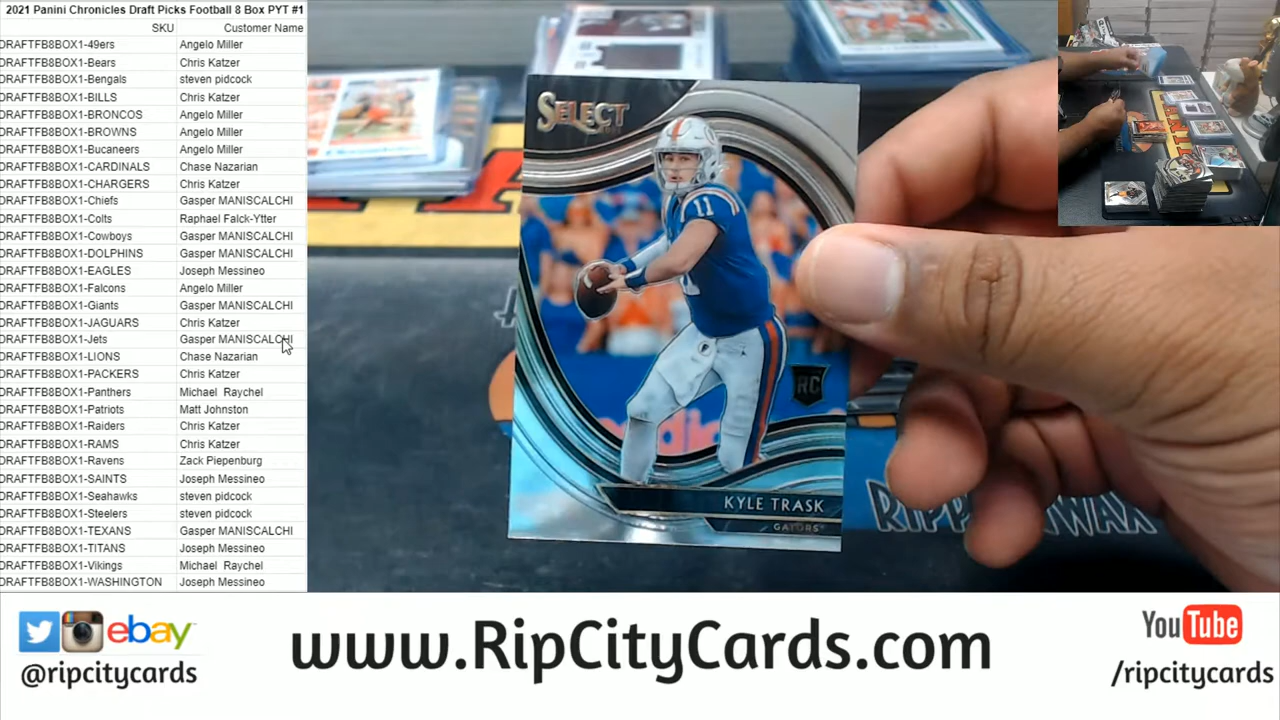 2021 Panini Chronicles Draft Picks Football 8 Box PYT #1
SKU Customer Name
DRAFTFB8BOX1-49ers Angelo Miller
DRAFTFB8BOX1-Bears Chris Katzer
DRAFTFB8BOX1-Bengals steven pidcock
DRAFTFB8BOX1-BILLS Chris Katzer
DRAFTFB8BOX1-BRONCOS Angelo Miller
DRAFTFB8BOX1-BROWNS Angelo Miller
DRAFTFB8BOX1-Bucaneers Angelo Miller
DRAFTFB8BOX1-CARDINALS Chase Nazarian
DRAFTFB8BOX1-CHARGERS Chris Katzer
DRAFTFB8BOX1-Chiefs Gasper MANISCALCHI
DRAFTFB8BOX1-Colts Raphael Falck-Ytter
DRAFTFB8BOX1-Cowboys Gasper MANISCALCHI
DRAFTFB8BOX1-DOLPHINS Gasper MANISCALCHI
DRAFTFB8BOX1-EAGLES Joseph Messineo
DRAFTFB8BOX1-Falcons Angelo Miller
DRAFTFB8BOX1-Giants Gasper MANISCALCHI
DRAFTFB8BOX1-JAGUARS Chris Katzer
DRAFTFB8BOX1-Jets Gasper MANISCALCHI
DRAFTFB8BOX1-LIONS Chase Nazarian
DRAFTFB8BOX1-PACKERS Chris Katzer
DRAFTFB8BOX1-Panthers Michael Raychel
DRAFTFB8BOX1-Patriots Matt Johnston
DRAFTFB8BOX1-Raiders Chris Katzer
DRAFTFB8BOX1-RAMS Chris Katzer
DRAFTFB8BOX1-Ravens Zack Piepenburg
DRAFTFB8BOX1-SAINTS Joseph Messineo
DRAFTFB8BOX1-Seahawks steven pidcock
DRAFTFB8BOX1-Steelers steven pidcock
DRAFTFB8BOX1-TEXANS Gasper MANISCALCHI
DRAFTFB8BOX1-TITANS Joseph Messineo
DRAFTFB8BOX1-Vikings Michael Raychel
DRAFTFB8BOX1-WASHINGTON Joseph Messineo
SELECT
11
RC
KYLE TRASK
GATORS
ebay
@ripcitycards
www.RipCityCards.com
YouTube
/ripcitycards